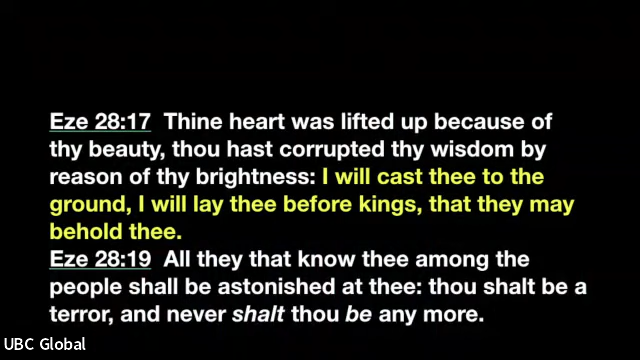 Eze 28:17 Thine heart was lifted up because of
thy beauty, thou hast corrupted thy wisdom by
reason of thy brightness: I will cast thee to the
ground, I will lay thee before kings, that they may
behold thee.
Eze 28:19 All they that know thee among the
people shall be astonished at thee: thou shalt be a
terror, and never shalt thou be any more.
UBC Global